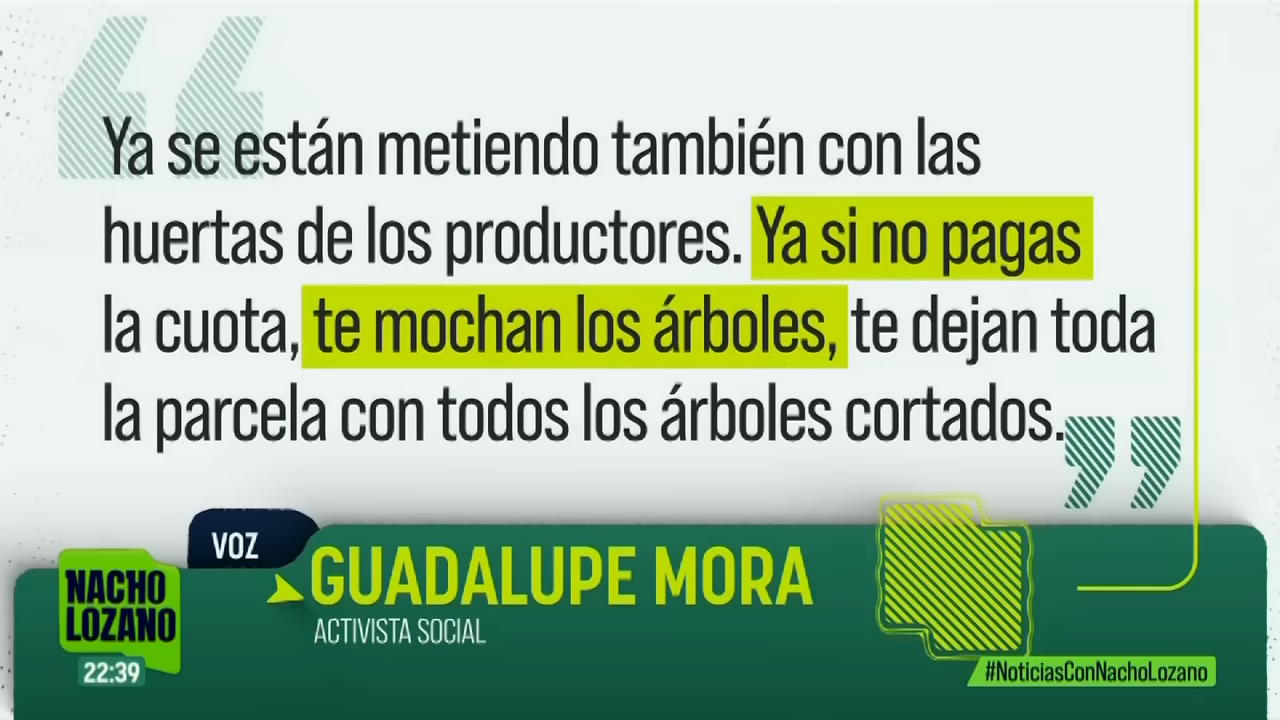 Ya se están metiendo también con las
huertas de los productores. Ya si no pagas
la cuota, te mochan los árboles, te dejan toda
la parcela con todos los árboles cortados.
VOZ
GUADALUPE MORA
ACTIVISTA SOCIAL
NACHO
LOZANO
22:39
#NoticiasConNachoLozano